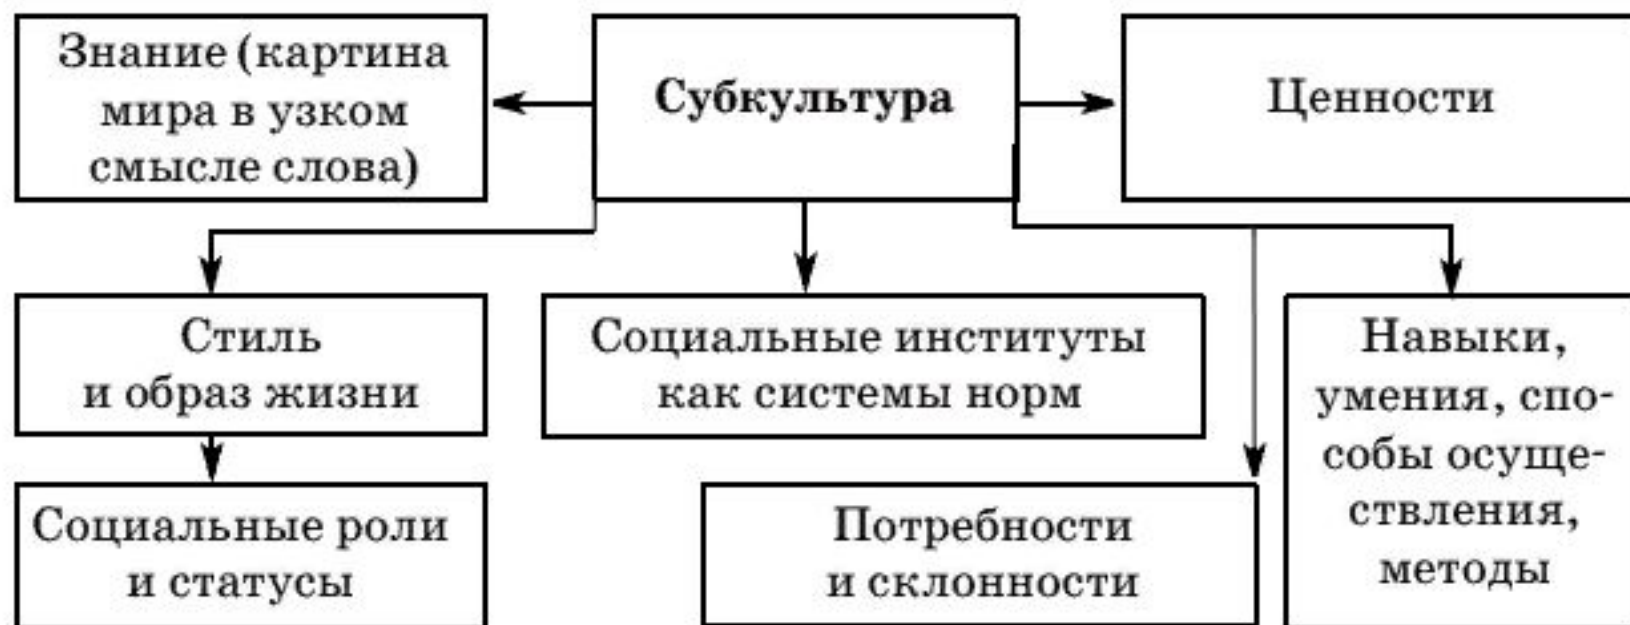 Знание (картина
мира в узком
смысле слова)
Субкультура
Ценности
Стиль
и образ жизни
Социальные институты
как системы норм
Навыки,
умения, спо-
собы осуще-
ствления,
методы
Социальные роли
и статусы
Потребности
и склонности